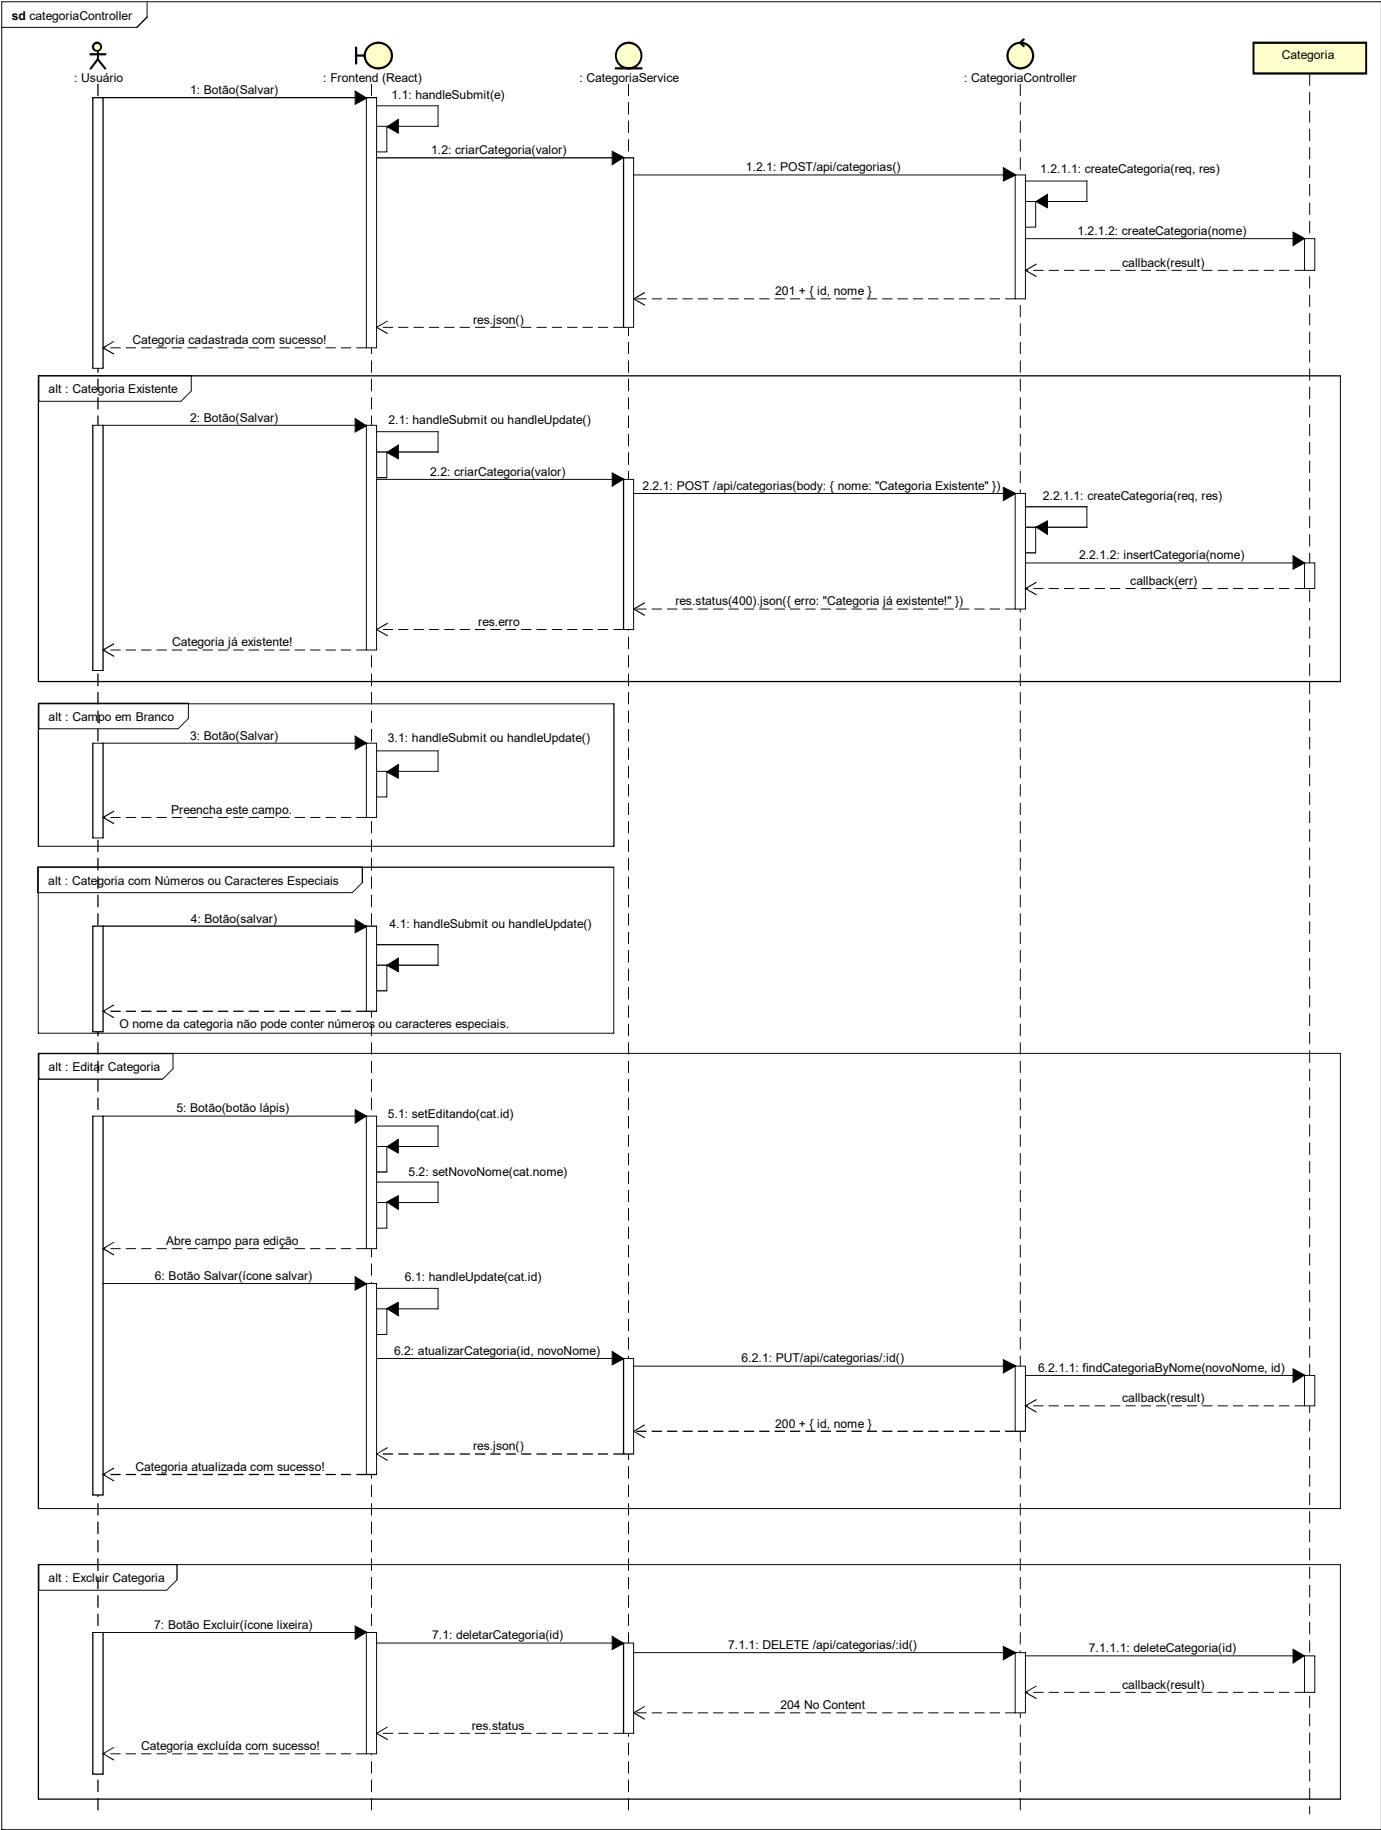 sd categoriaController
: Usuário
: Frontend (React)
: CategoriaService
: CategoriaController
Categoria
1: Botão(Salvar)
1.1: handleSubmit(e)
1.2: criarCategoria(valor)
1.2.1: POST/api/categorias()
1.2.1.1: createCategoria(req, res)
1.2.1.2: createCategoria(nome)
callback(result)
201 + { id, nome }
res.json()
Categoria cadastrada com sucesso!
alt : Categoria Existente
2: Botão(Salvar)
2.1: handleSubmit ou handleUpdate()
2.2: criarCategoria(valor)
2.2.1: POST /api/categorias(body: { nome: "Categoria Existente" })
2.2.1.1: createCategoria(req, res)
2.2.1.2: insertCategoria(nome)
callback(err)
res.status(400).json({ erro: "Categoria já existente!" })
res.erro
Categoria já existente!
alt : Campo em Branco
3: Botão(Salvar)
3.1: handleSubmit ou handleUpdate()
Preencha este campo.
alt : Categoria com Números ou Caracteres Especiais
4: Botão(salvar)
4.1: handleSubmit ou handleUpdate()
O nome da categoria não pode conter números ou caracteres especiais.
alt : Editar Categoria
5: Botão(botão lápis)
5.1: setEditando(cat.id)
5.2: setNovoNome(cat.nome)
Abre campo para edição
6: Botão Salvar(ícone salvar)
6.1: handleUpdate(cat.id)
6.2: atualizarCategoria(id, novoNome)
6.2.1: PUT/api/categorias/:id()
6.2.1.1: findCategoriaByNome(novoNome, id)
callback(result)
200 + { id, nome }
res.json()
Categoria atualizada com sucesso!
alt : Excluir Categoria
7: Botão Excluir(ícone lixeira)
7.1: deletarCategoria(id)
7.1.1: DELETE /api/categorias/:id()
7.1.1.1: deleteCategoria(id)
callback(result)
204 No Content
res.status
Categoria excluída com sucesso!